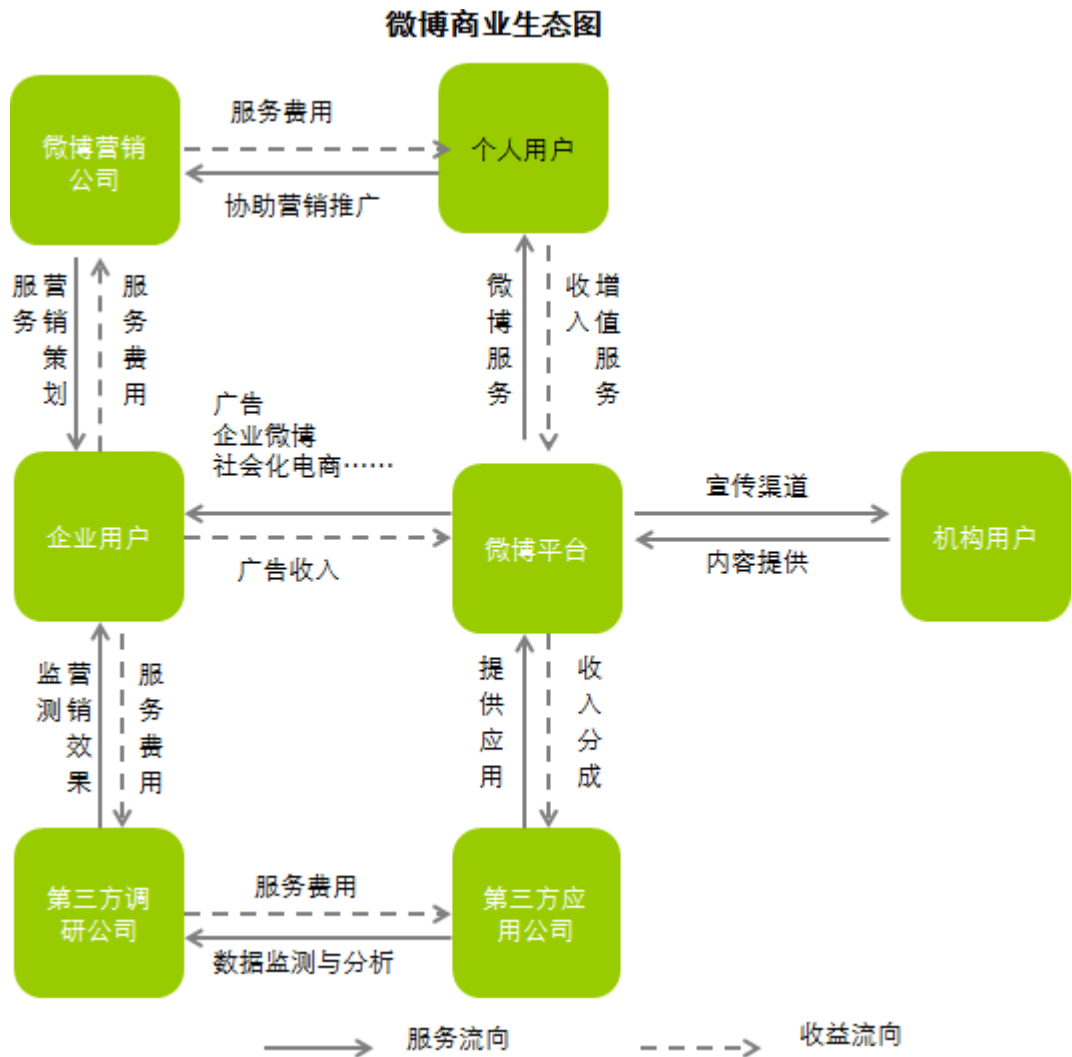 微博商业生态图
服务费用
微博营销
公司
个人用户
协助营销推广
营销策划
服务
服务费用
微博服务
增值服务
收入
广告
企业微博
社会化电商……
企业用户
广告收入
微博平台
宣传渠道
内容提供
机构用户
营销效果
监测
服务费用
提供应用
收入分成
第三方调
研公司
服务费用
数据监测与分析
第三方应
用公司
服务流向
收益流向